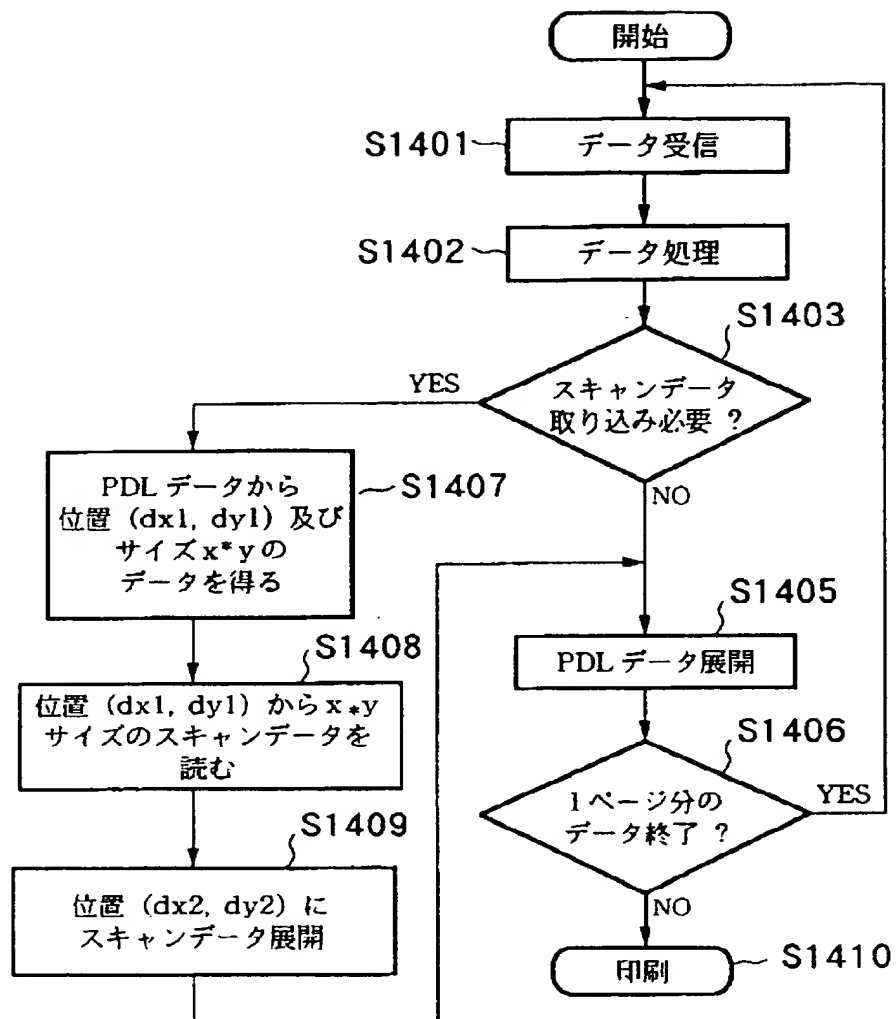 開始
S1401
データ受信
S1402
データ処理
S1403
YES
スキャンデータ
取り込み必要 ?
NO
PDL データから
位置 (dx1, dy1) 及び
サイズ x*y の
データを得る
S1407
S1408
位置 (dx1, dy1) から x*y
サイズのスキャンデータを
読む
S1409
位置 (dx2, dy2) に
スキャンデータ展開
S1405
PDL データ展開
S1406
1 ページ分の
データ終了 ?
YES
NO
印刷
S1410